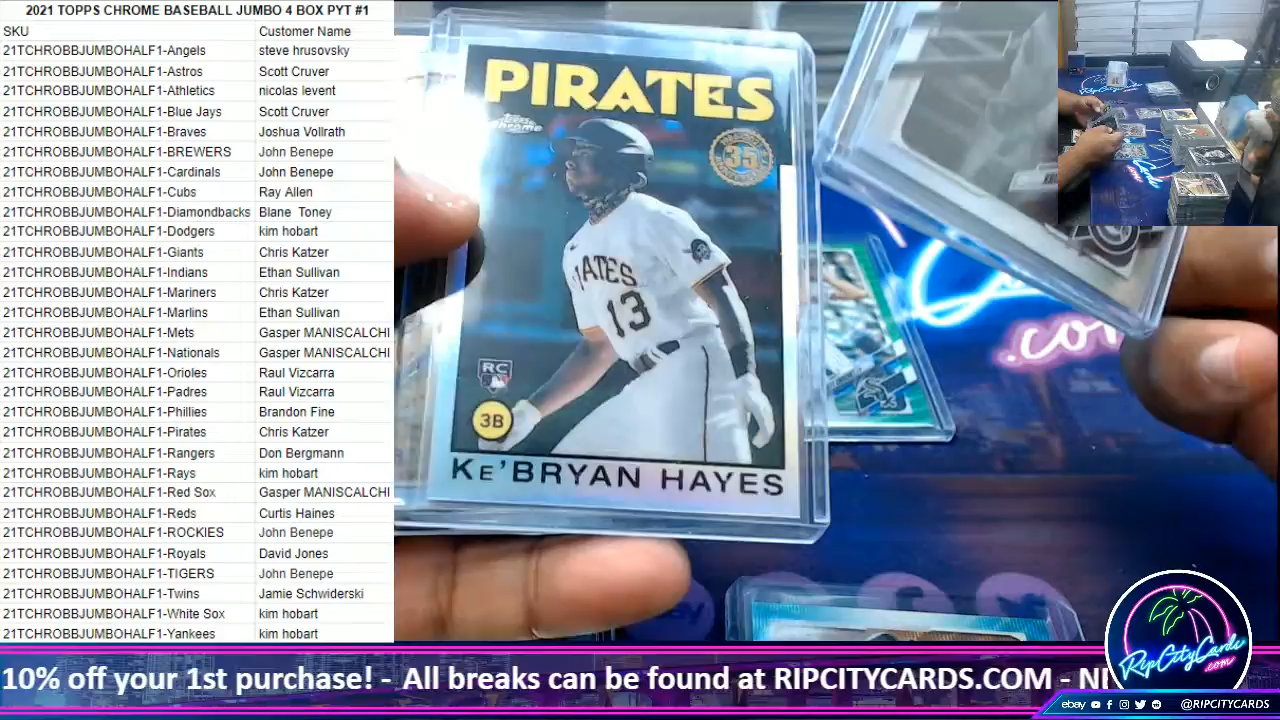 2021 TOPPS CHROME BASEBALL JUMBO 4 BOX PYT #1
SKU Customer Name
21TCHROBBJUMBOHALF1-Angels steve hrusovsky
21TCHROBBJUMBOHALF1-Astros Scott Cruver
21TCHROBBJUMBOHALF1-Athletics nicolas levent
21TCHROBBJUMBOHALF1-Blue Jays Scott Cruver
21TCHROBBJUMBOHALF1-Braves Joshua Vollrath
21TCHROBBJUMBOHALF1-BREWERS John Benepe
21TCHROBBJUMBOHALF1-Cardinals John Benepe
21TCHROBBJUMBOHALF1-Cubs Ray Allen
21TCHROBBJUMBOHALF1-Diamondbacks Blane Toney
21TCHROBBJUMBOHALF1-Dodgers kim hobart
21TCHROBBJUMBOHALF1-Giants Chris Katzer
21TCHROBBJUMBOHALF1-Indians Ethan Sullivan
21TCHROBBJUMBOHALF1-Mariners Chris Katzer
21TCHROBBJUMBOHALF1-Marlins Ethan Sullivan
21TCHROBBJUMBOHALF1-Mets Gasper MANISCALCHI
21TCHROBBJUMBOHALF1-Nationals Gasper MANISCALCHI
21TCHROBBJUMBOHALF1-Orioles Raul Vizcarra
21TCHROBBJUMBOHALF1-Padres Raul Vizcarra
21TCHROBBJUMBOHALF1-Phillies Brandon Fine
21TCHROBBJUMBOHALF1-Pirates Chris Katzer
21TCHROBBJUMBOHALF1-Rangers Don Bergmann
21TCHROBBJUMBOHALF1-Rays kim hobart
21TCHROBBJUMBOHALF1-Red Sox Gasper MANISCALCHI
21TCHROBBJUMBOHALF1-Reds Curtis Haines
21TCHROBBJUMBOHALF1-ROCKIES John Benepe
21TCHROBBJUMBOHALF1-Royals David Jones
21TCHROBBJUMBOHALF1-TIGERS John Benepe
21TCHROBBJUMBOHALF1-Twins Jamie Schwiderski
21TCHROBBJUMBOHALF1-White Sox kim hobart
21TCHROBBJUMBOHALF1-Yankees kim hobart
PIRATES
Topps Chrome
35
13
RC
3B
KE'BRYAN HAYES
.com
RipCityCards
.com
10% off your 1st purchase! - All breaks can be found at RIPCITYCARDS.COM -
ebay @RIPCITYCARDS